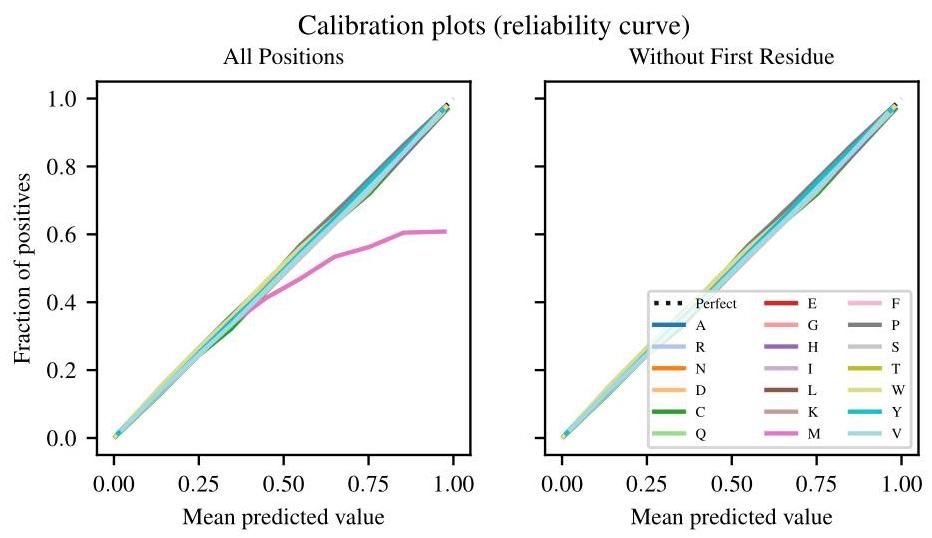 Calibration plots (reliability curve)
All Positions
Without First Residue
Fraction of positives
1.0
0.8
0.6
0.4
0.2
0.0
0.00 0.25 0.50 0.75 1.00
Mean predicted value
Perfect E F
A G P
R H S
N I T
D L W
C K Y
Q M V
0.00 0.25 0.50 0.75 1.00
Mean predicted value